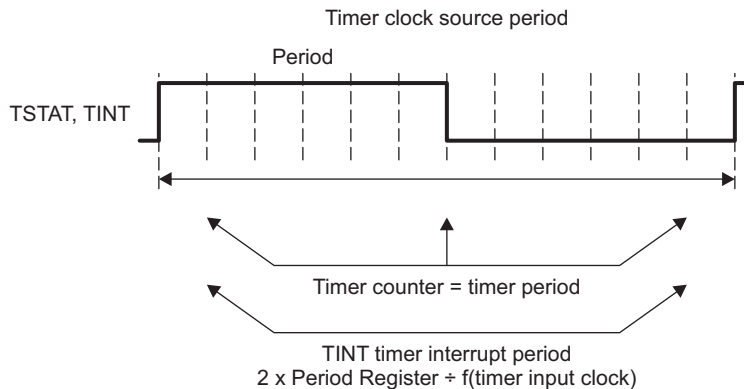 Timer clock source period
Period
TSTAT, TINT
Timer counter = timer period
TINT timer interrupt period
2 x Period Register ÷ f(timer input clock)